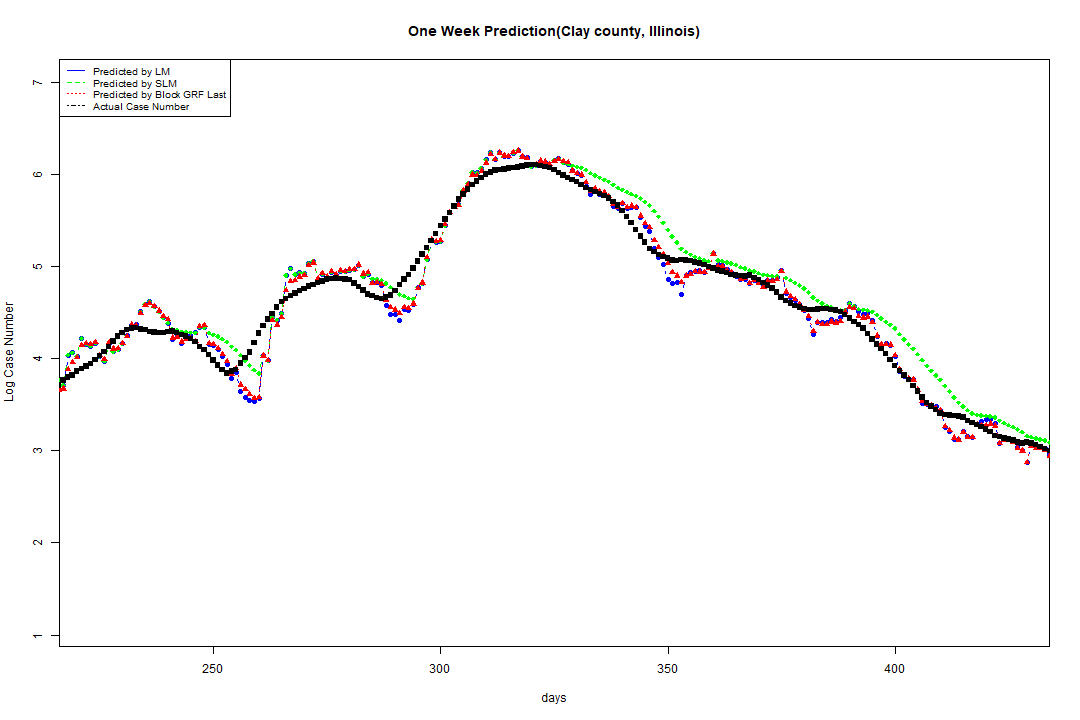 One Week Prediction(Clay county, Illinois)
Predicted by LM
Predicted by SLM
Predicted by Block GRF Last
Actual Case Number
7
6
5
4
3
2
1
Log Case Number
250
300
350
400
days